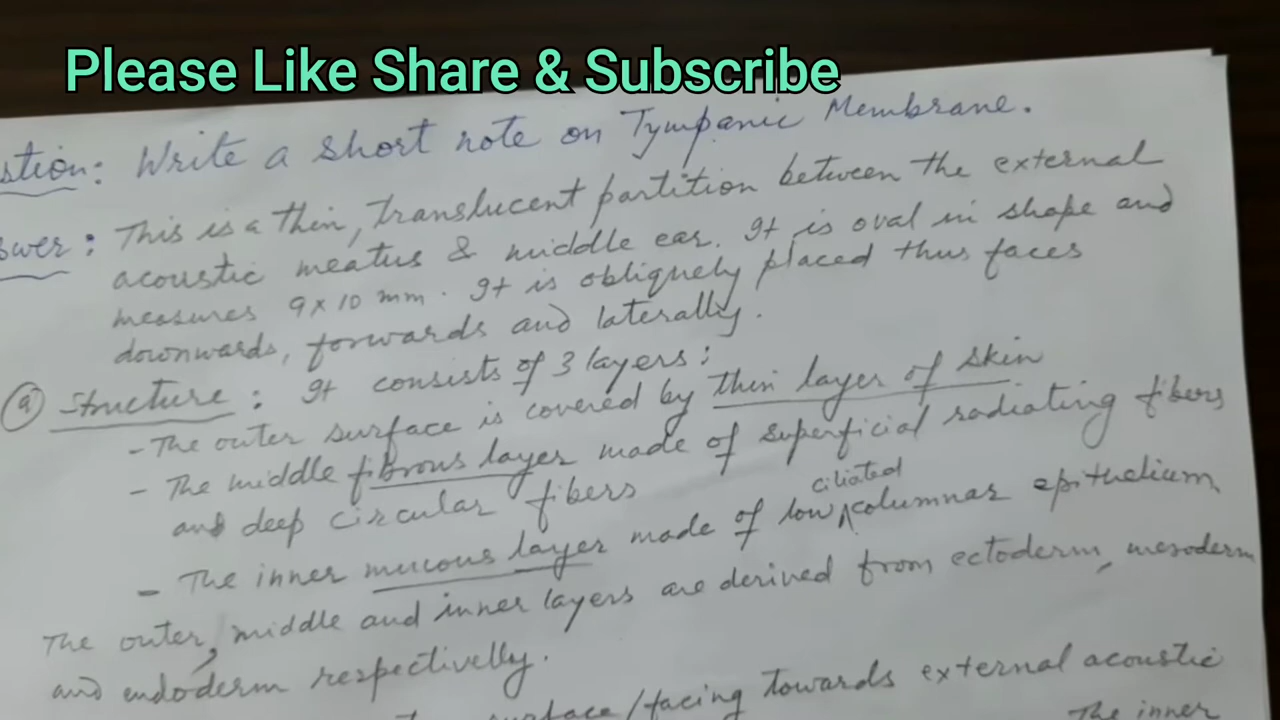 Please Like Share & Subscribe
stion: Write a short note on Tympanic Membrane.
swer: This is a thin, translucent partition between the external
acoustic meatus & middle ear. It is oval in shape and
measures 9x10 mm. It is obliquely placed thus faces
downwards, forwards and laterally.
(a) Structure: It consists of 3 layers:
- The outer surface is covered by thin layer of skin
- The middle fibrous layer made of superficial radiating fibers
and deep circular fibers
ciliated
- The inner mucous layer made of low columnar epithelium
The outer, middle and inner layers are derived from ectoderm, mesoderm
and endoderm respectivelly.
surface/facing towards external acoustic
The inner